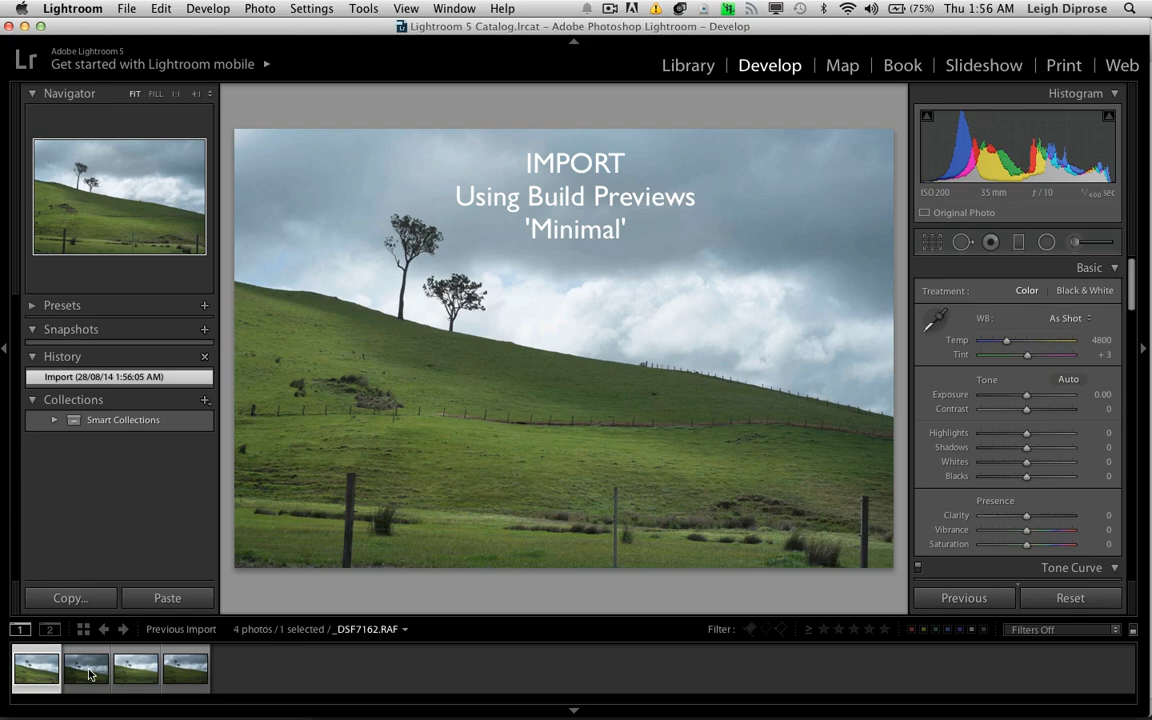 Lightroom File Edit Develop Photo Settings Tools View Window Help (75%) Thu 1:56 AM Leigh Diprose
Lightroom 5 Catalog.lrcat - Adobe Photoshop Lightroom - Develop
Lr Adobe Lightroom 5
Get started with Lightroom mobile
Library | Develop | Map | Book | Slideshow | Print | Web
Navigator FIT FILL 1:1 4:1
Histogram
ISO 200 35 mm ƒ / 10 1/400 sec
Original Photo
IMPORT
Using Build Previews
'Minimal'
Basic
Treatment : Color | Black & White
WB: As Shot
Temp 4800
Tint + 3
Tone Auto
Exposure 0.00
Contrast 0
Highlights 0
Shadows 0
Whites 0
Blacks 0
Presence
Clarity 0
Vibrance 0
Saturation 0
Tone Curve
Presets
Snapshots
History
Import (28/08/14 1:56:05 AM)
Collections
Smart Collections
Copy... Paste
Previous Reset
1 2 Previous Import 4 photos / 1 selected / _DSF7162.RAF Filter : Filters Off